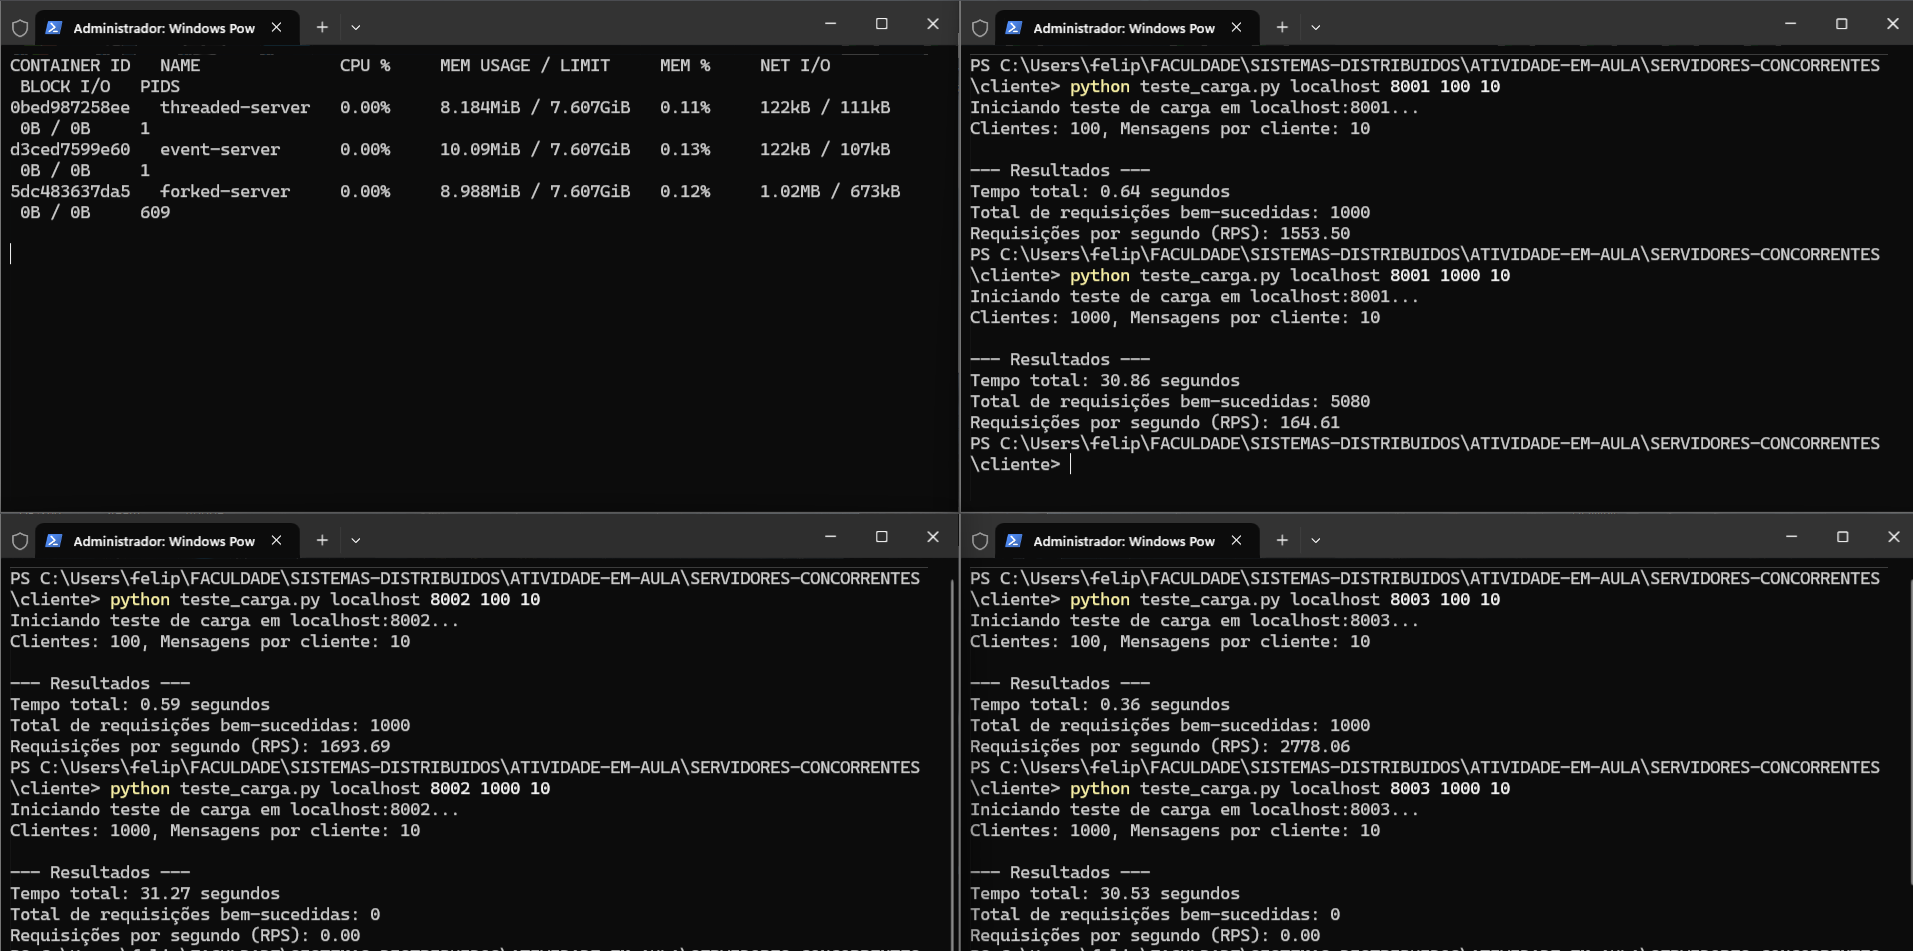 Administrador: Windows Pow
CONTAINER ID   NAME              CPU %     MEM USAGE / LIMIT     MEM %     NET I/O
 BLOCK I/O   PIDS
0bed987258ee   threaded-server   0.00%     8.184MiB / 7.607GiB   0.11%     122kB / 111kB
 0B / 0B     1
d3ced7599e60   event-server      0.00%     10.09MiB / 7.607GiB   0.13%     122kB / 107kB
 0B / 0B     1
5dc483637da5   forked-server     0.00%     8.988MiB / 7.607GiB   0.12%     1.02MB / 673kB
 0B / 0B     609
Administrador: Windows Pow
PS C:\Users\felip\FACULDADE\SISTEMAS-DISTRIBUIDOS\ATIVIDADE-EM-AULA\SERVIDORES-CONCORRENTES
\cliente> python teste_carga.py localhost 8001 100 10
Iniciando teste de carga em localhost:8001...
Clientes: 100, Mensagens por cliente: 10
--- Resultados ---
Tempo total: 0.64 segundos
Total de requisições bem-sucedidas: 1000
Requisições por segundo (RPS): 1553.50
PS C:\Users\felip\FACULDADE\SISTEMAS-DISTRIBUIDOS\ATIVIDADE-EM-AULA\SERVIDORES-CONCORRENTES
\cliente> python teste_carga.py localhost 8001 1000 10
Iniciando teste de carga em localhost:8001...
Clientes: 1000, Mensagens por cliente: 10
--- Resultados ---
Tempo total: 30.86 segundos
Total de requisições bem-sucedidas: 5080
Requisições por segundo (RPS): 164.61
PS C:\Users\felip\FACULDADE\SISTEMAS-DISTRIBUIDOS\ATIVIDADE-EM-AULA\SERVIDORES-CONCORRENTES
\cliente>
Administrador: Windows Pow
PS C:\Users\felip\FACULDADE\SISTEMAS-DISTRIBUIDOS\ATIVIDADE-EM-AULA\SERVIDORES-CONCORRENTES
\cliente> python teste_carga.py localhost 8002 100 10
Iniciando teste de carga em localhost:8002...
Clientes: 100, Mensagens por cliente: 10
--- Resultados ---
Tempo total: 0.59 segundos
Total de requisições bem-sucedidas: 1000
Requisições por segundo (RPS): 1693.69
PS C:\Users\felip\FACULDADE\SISTEMAS-DISTRIBUIDOS\ATIVIDADE-EM-AULA\SERVIDORES-CONCORRENTES
\cliente> python teste_carga.py localhost 8002 1000 10
Iniciando teste de carga em localhost:8002...
Clientes: 1000, Mensagens por cliente: 10
--- Resultados ---
Tempo total: 31.27 segundos
Total de requisições bem-sucedidas: 0
Requisições por segundo (RPS): 0.00
Administrador: Windows Pow
PS C:\Users\felip\FACULDADE\SISTEMAS-DISTRIBUIDOS\ATIVIDADE-EM-AULA\SERVIDORES-CONCORRENTES
\cliente> python teste_carga.py localhost 8003 100 10
Iniciando teste de carga em localhost:8003...
Clientes: 100, Mensagens por cliente: 10
--- Resultados ---
Tempo total: 0.36 segundos
Total de requisições bem-sucedidas: 1000
Requisições por segundo (RPS): 2778.06
PS C:\Users\felip\FACULDADE\SISTEMAS-DISTRIBUIDOS\ATIVIDADE-EM-AULA\SERVIDORES-CONCORRENTES
\cliente> python teste_carga.py localhost 8003 1000 10
Iniciando teste de carga em localhost:8003...
Clientes: 1000, Mensagens por cliente: 10
--- Resultados ---
Tempo total: 30.53 segundos
Total de requisições bem-sucedidas: 0
Requisições por segundo (RPS): 0.00